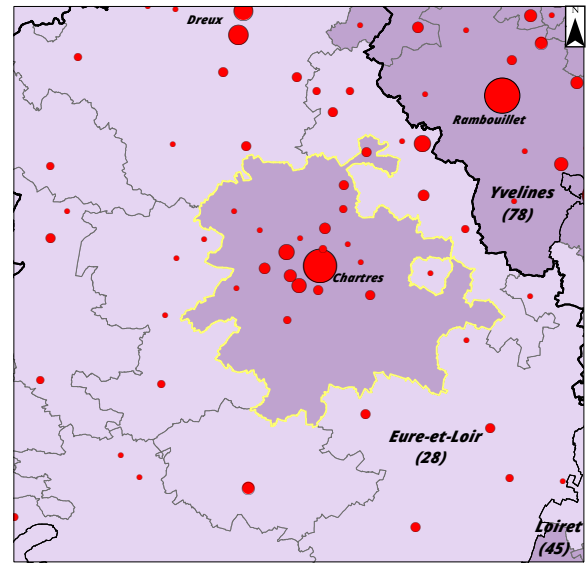 N
Dreux
Rambouillet
Yvelines
(78)
Chartres
Eure-et-Loir
(28)
Loiret
(45)